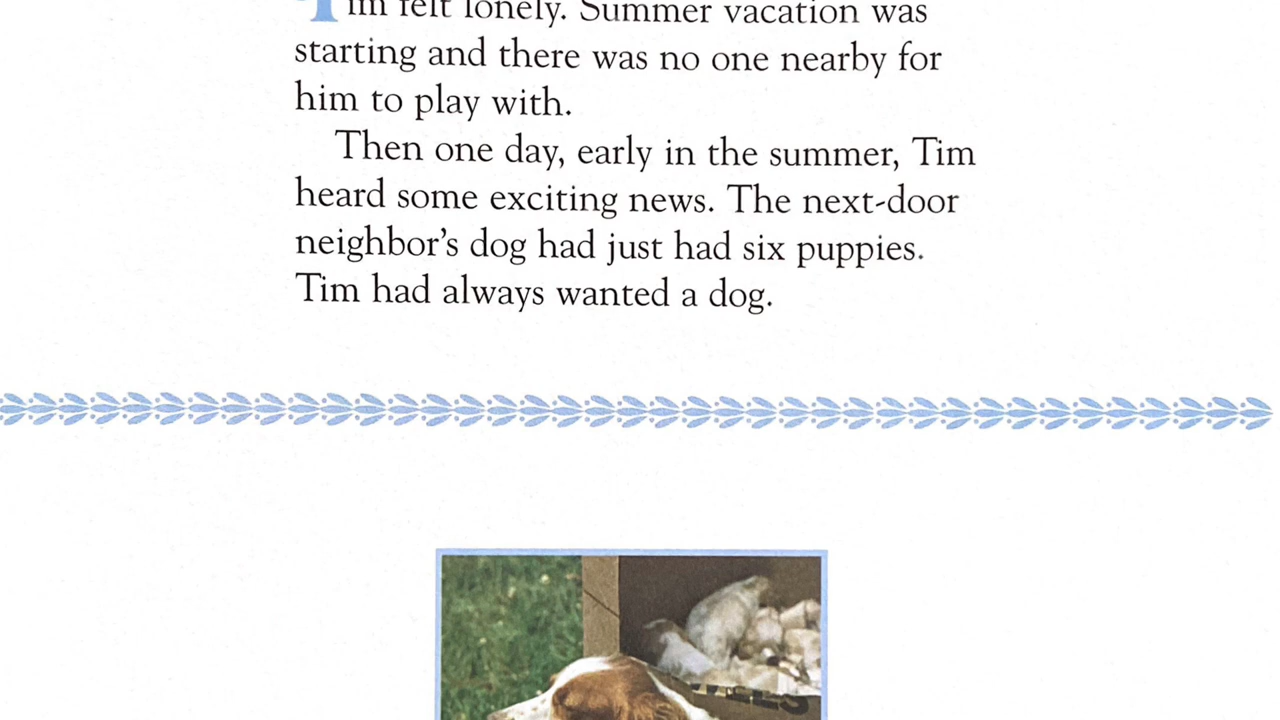 Tim felt lonely. Summer vacation was
starting and there was no one nearby for
him to play with.
Then one day, early in the summer, Tim
heard some exciting news. The next-door
neighbor's dog had just had six puppies.
Tim had always wanted a dog.